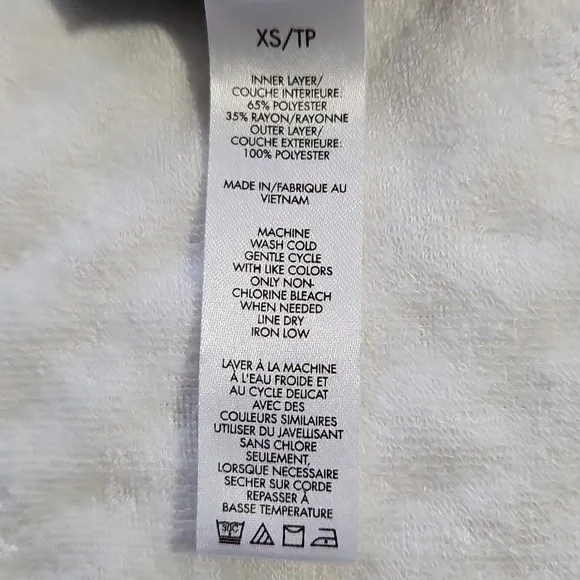 XS/TP
INNER LAYER/
COUCHE INTERIEURE:
65% POLYESTER
35% RAYON/RAYONNE
OUTER LAYER/
COUCHE EXTERIEURE:
100% POLYESTER
MADE IN/FABRIQUE AU
VIETNAM
MACHINE
WASH COLD
GENTLE CYCLE
WITH LIKE COLORS
ONLY NON-
CHLORINE BLEACH
WHEN NEEDED
LINE DRY
IRON LOW
LAVER À LA MACHINE
À L'EAU FROIDE ET
AU CYCLE DELICAT
AVEC DES
COULEURS SIMILAIRES
UTILISER DU JAVELLISANT
SANS CHLORE
SEULEMENT,
LORSQUE NECESSAIRE
SECHER SUR CORDE
REPASSER À
BASSE TEMPERATURE
30C